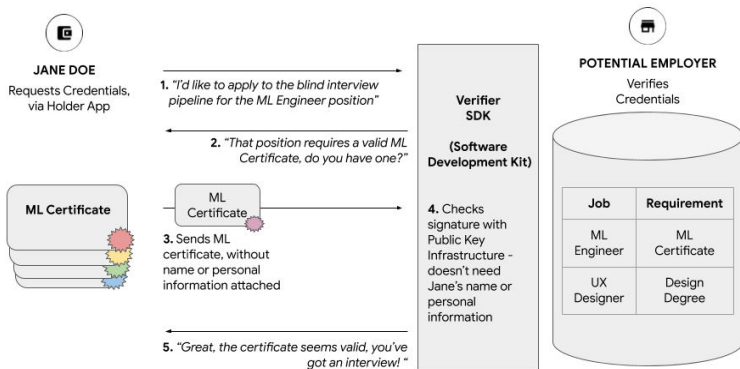 JANE DOE
Requests Credentials,
via Holder App
1. "I'd like to apply to the blind interview
pipeline for the ML Engineer position"
2. "That position requires a valid ML
Certificate, do you have one?"
ML Certificate
ML
Certificate
3. Sends ML
certificate, without
name or personal
information attached
5. "Great, the certificate seems valid, you've
got an interview! "
Verifier
SDK
(Software
Development Kit)
4. Checks
signature with
Public Key
Infrastructure -
doesn't need
Jane's name or
personal
information
POTENTIAL EMPLOYER
Verifies
Credentials
Job Requirement
ML
Engineer
ML
Certificate
UX
Designer
Design
Degree